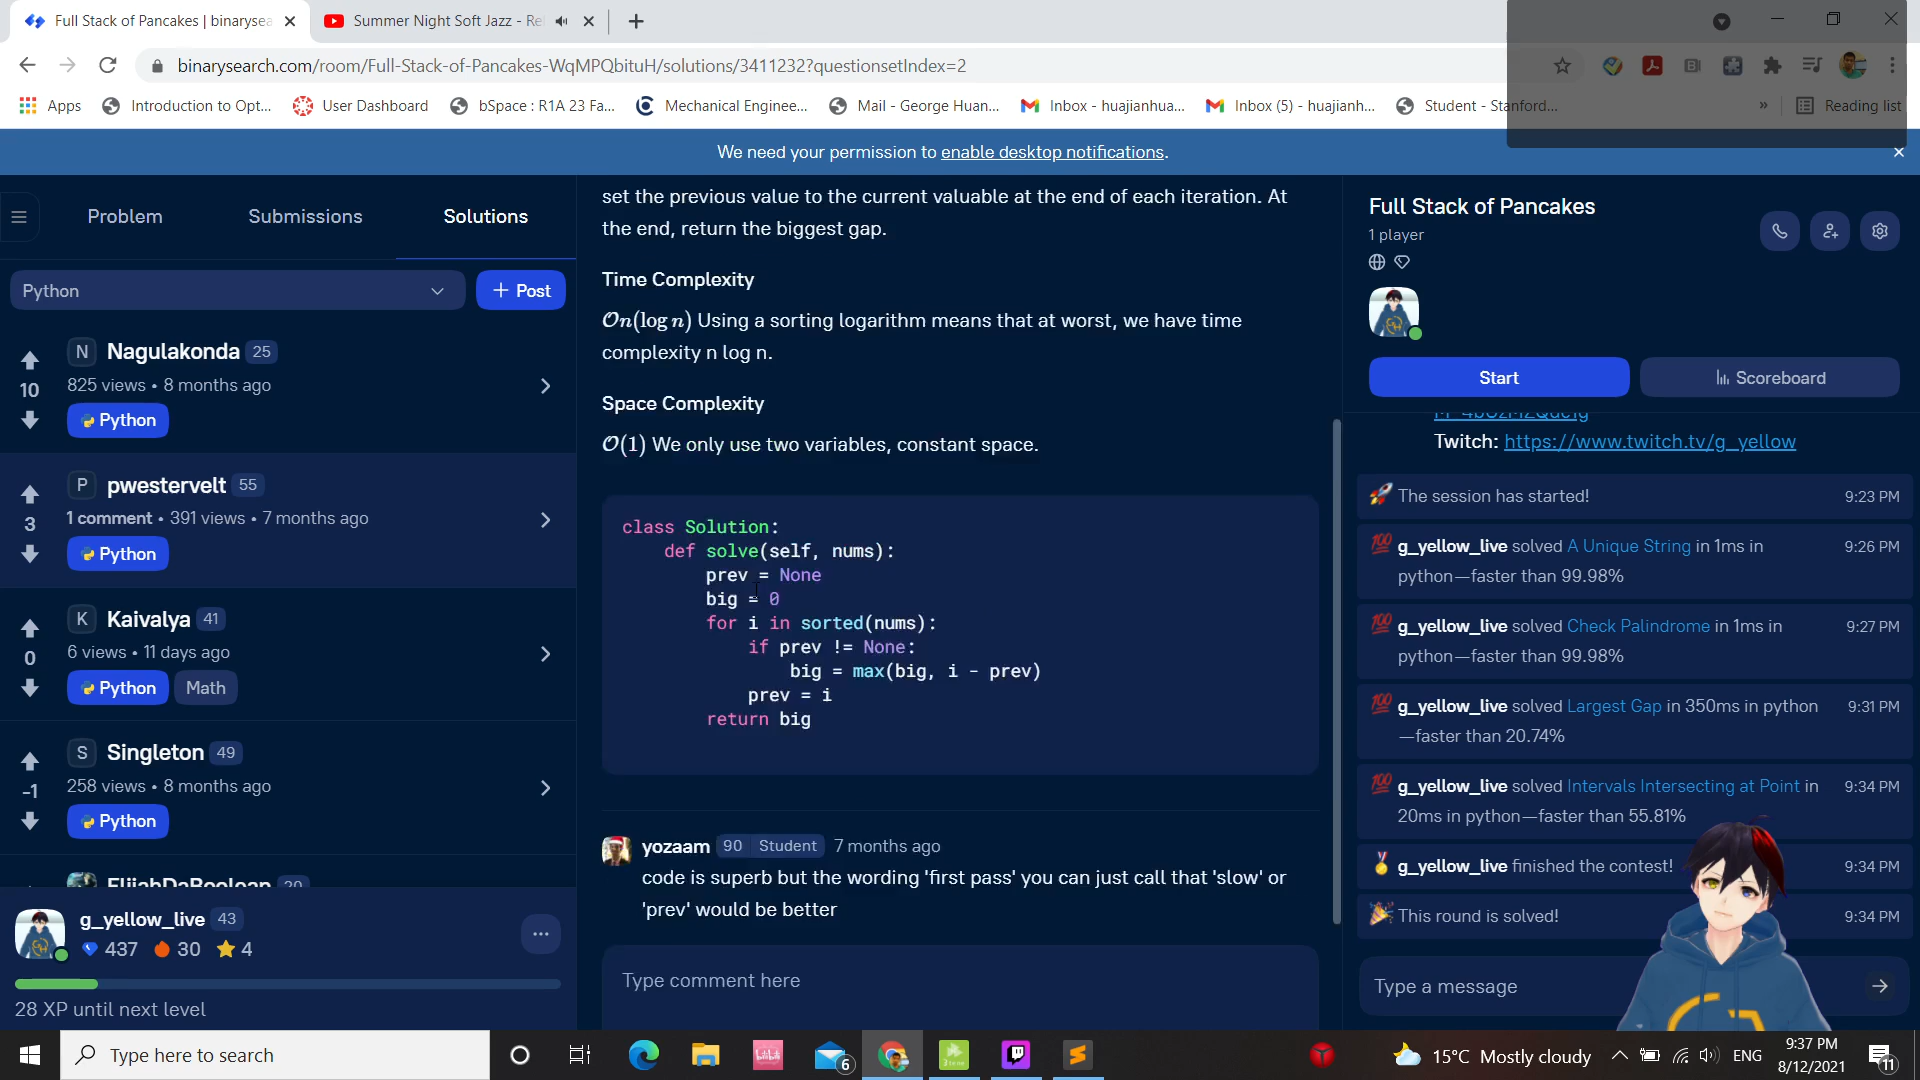 Full Stack of Pancakes | binarysea
Summer Night Soft Jazz - Re
binarysearch.com/room/Full-Stack-of-Pancakes-WqMPQbituH/solutions/3411232?questionsetIndex=2
Apps
Introduction to Opt...
User Dashboard
bSpace : R1A 23 Fa...
Mechanical Enginee...
Mail - George Huan...
Inbox - huajianhua...
Inbox (5) - huajianh...
Student - Stanford...
»
Reading list
We need your permission to enable desktop notifications.
Problem
Submissions
Solutions
Python
+ Post
10
N
Nagulakonda 25
825 views • 8 months ago
Python
3
P
pwestervelt 55
1 comment • 391 views • 7 months ago
Python
0
K
Kaivalya 41
6 views • 11 days ago
Python
Math
-1
S
Singleton 49
258 views • 8 months ago
Python
ElijahDaBoolean 20
g_yellow_live 43
437 30 4
28 XP until next level
set the previous value to the current valuable at the end of each iteration. At
the end, return the biggest gap.
Time Complexity
On(log n) Using a sorting logarithm means that at worst, we have time
complexity n log n.
Space Complexity
O(1) We only use two variables, constant space.
class Solution:
    def solve(self, nums):
        prev = None
        big = 0
        for i in sorted(nums):
            if prev != None:
                big = max(big, i - prev)
            prev = i
        return big
yozaam 90 Student 7 months ago
code is superb but the wording 'first pass' you can just call that 'slow' or
'prev' would be better
Type comment here
Full Stack of Pancakes
1 player
Start
Scoreboard
Twitch: https://www.twitch.tv/g_yellow
The session has started! 9:23 PM
g_yellow_live solved A Unique String in 1ms in 9:26 PM
python—faster than 99.98%
g_yellow_live solved Check Palindrome in 1ms in 9:27 PM
python—faster than 99.98%
g_yellow_live solved Largest Gap in 350ms in python 9:31 PM
—faster than 20.74%
g_yellow_live solved Intervals Intersecting at Point in 9:34 PM
20ms in python—faster than 55.81%
g_yellow_live finished the contest! 9:34 PM
This round is solved! 9:34 PM
Type a message
Type here to search
6
15°C Mostly cloudy
ENG
9:37 PM
8/12/2021
11